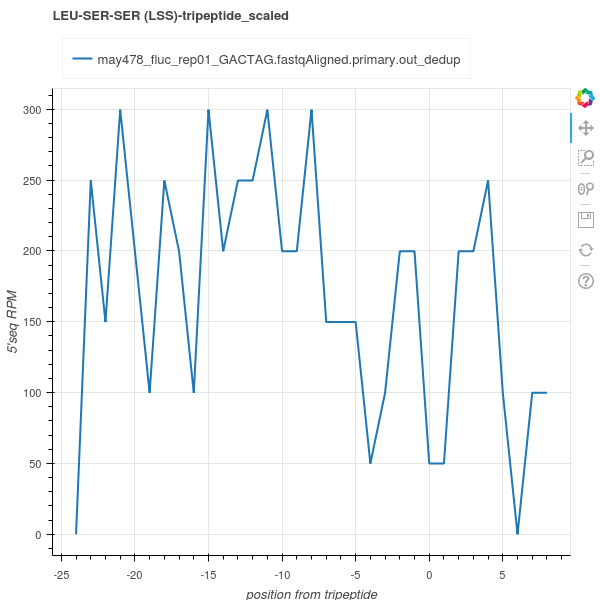 LEU-SER-SER (LSS)-tripeptide_scaled
may478_fluc_rep01_GACTAG.fastqAligned.primary.out_dedup
300
250
200
150
100
50
0
5'seq RPM
-25 -20 -15 -10 -5 0 5
position from tripeptide